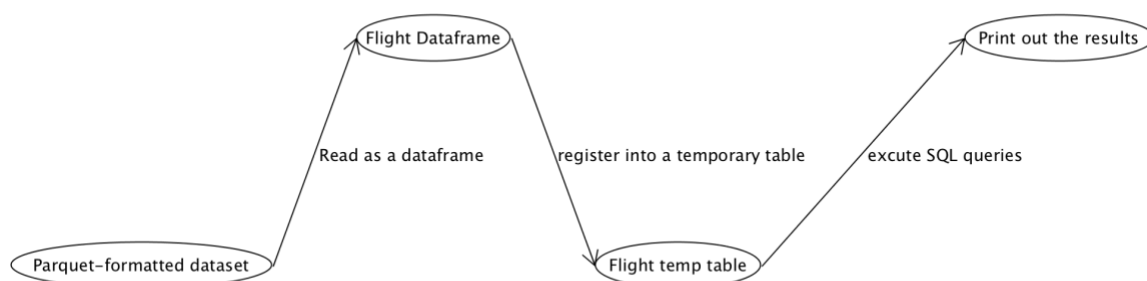 Flight Dataframe
Print out the results
Read as a dataframe
register into a temporary table
excute SQL queries
Parquet-formatted dataset
Flight temp table